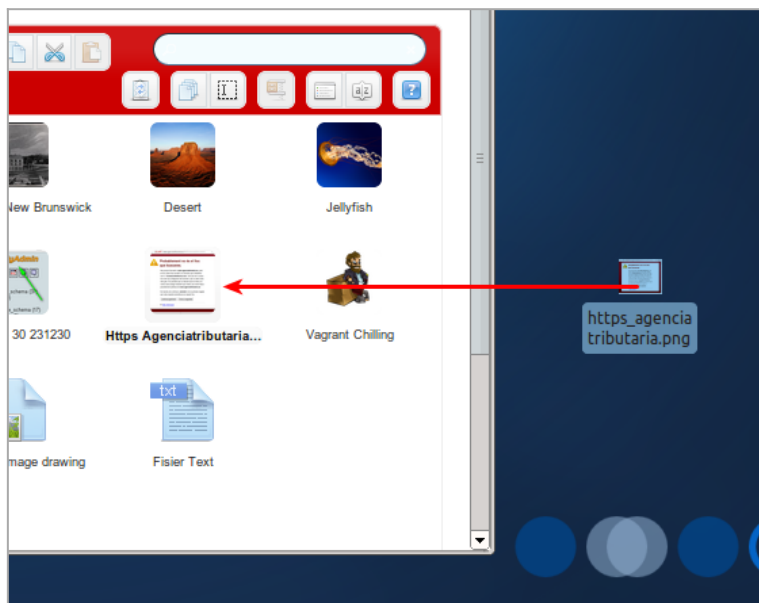 New Brunswick
Desert
Jellyfish
30 231230
Https Agenciatributaria...
Vagrant Chilling
https_agencia
tributaria.png
txt
mage drawing
Fisier Text